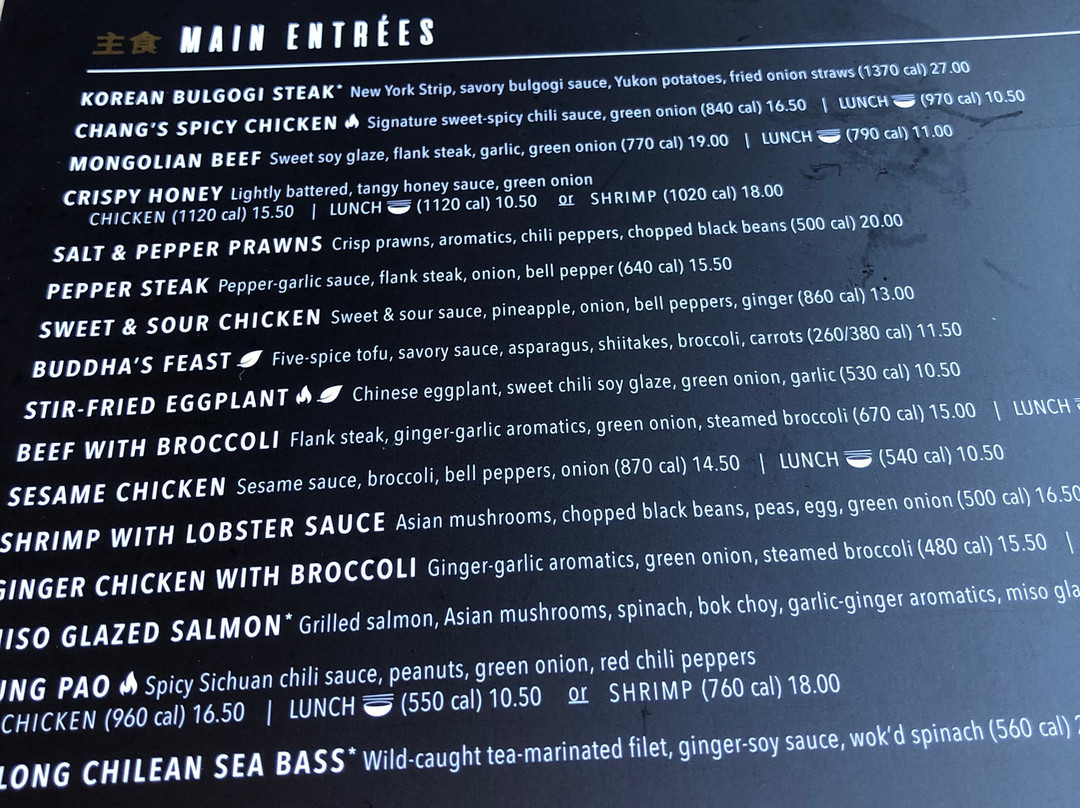 主食 MAIN ENTRÉES
KOREAN BULGOGI STEAK* New York Strip, savory bulgogi sauce, Yukon potatoes, fried onion straws (1370 cal) 27.00
CHANG'S SPICY CHICKEN Signature sweet-spicy chili sauce, green onion (840 cal) 16.50 | LUNCH (970 cal) 10.50
MONGOLIAN BEEF Sweet soy glaze, flank steak, garlic, green onion (770 cal) 19.00 | LUNCH (790 cal) 11.00
CRISPY HONEY Lightly battered, tangy honey sauce, green onion
CHICKEN (1120 cal) 15.50 | LUNCH (1120 cal) 10.50 or SHRIMP (1020 cal) 18.00
SALT & PEPPER PRAWNS Crisp prawns, aromatics, chili peppers, chopped black beans (500 cal) 20.00
PEPPER STEAK Pepper-garlic sauce, flank steak, onion, bell pepper (640 cal) 15.50
SWEET & SOUR CHICKEN Sweet & sour sauce, pineapple, onion, bell peppers, ginger (860 cal) 13.00
BUDDHA'S FEAST Five-spice tofu, savory sauce, asparagus, shiitakes, broccoli, carrots (260/380 cal) 11.50
STIR-FRIED EGGPLANT Chinese eggplant, sweet chili soy glaze, green onion, garlic (530 cal) 10.50
BEEF WITH BROCCOLI Flank steak, ginger-garlic aromatics, green onion, steamed broccoli (670 cal) 15.00 | LUNCH
SESAME CHICKEN Sesame sauce, broccoli, bell peppers, onion (870 cal) 14.50 | LUNCH (540 cal) 10.50
SHRIMP WITH LOBSTER SAUCE Asian mushrooms, chopped black beans, peas, egg, green onion (500 cal) 16.50
GINGER CHICKEN WITH BROCCOLI Ginger-garlic aromatics, green onion, steamed broccoli (480 cal) 15.50 |
ISO GLAZED SALMON* Grilled salmon, Asian mushrooms, spinach, bok choy, garlic-ginger aromatics, miso gla
NG PAO Spicy Sichuan chili sauce, peanuts, green onion, red chili peppers
CHICKEN (960 cal) 16.50 | LUNCH (550 cal) 10.50 or SHRIMP (760 cal) 18.00
LONG CHILEAN SEA BASS* Wild-caught tea-marinated filet, ginger-soy sauce, wok'd spinach (560 cal)